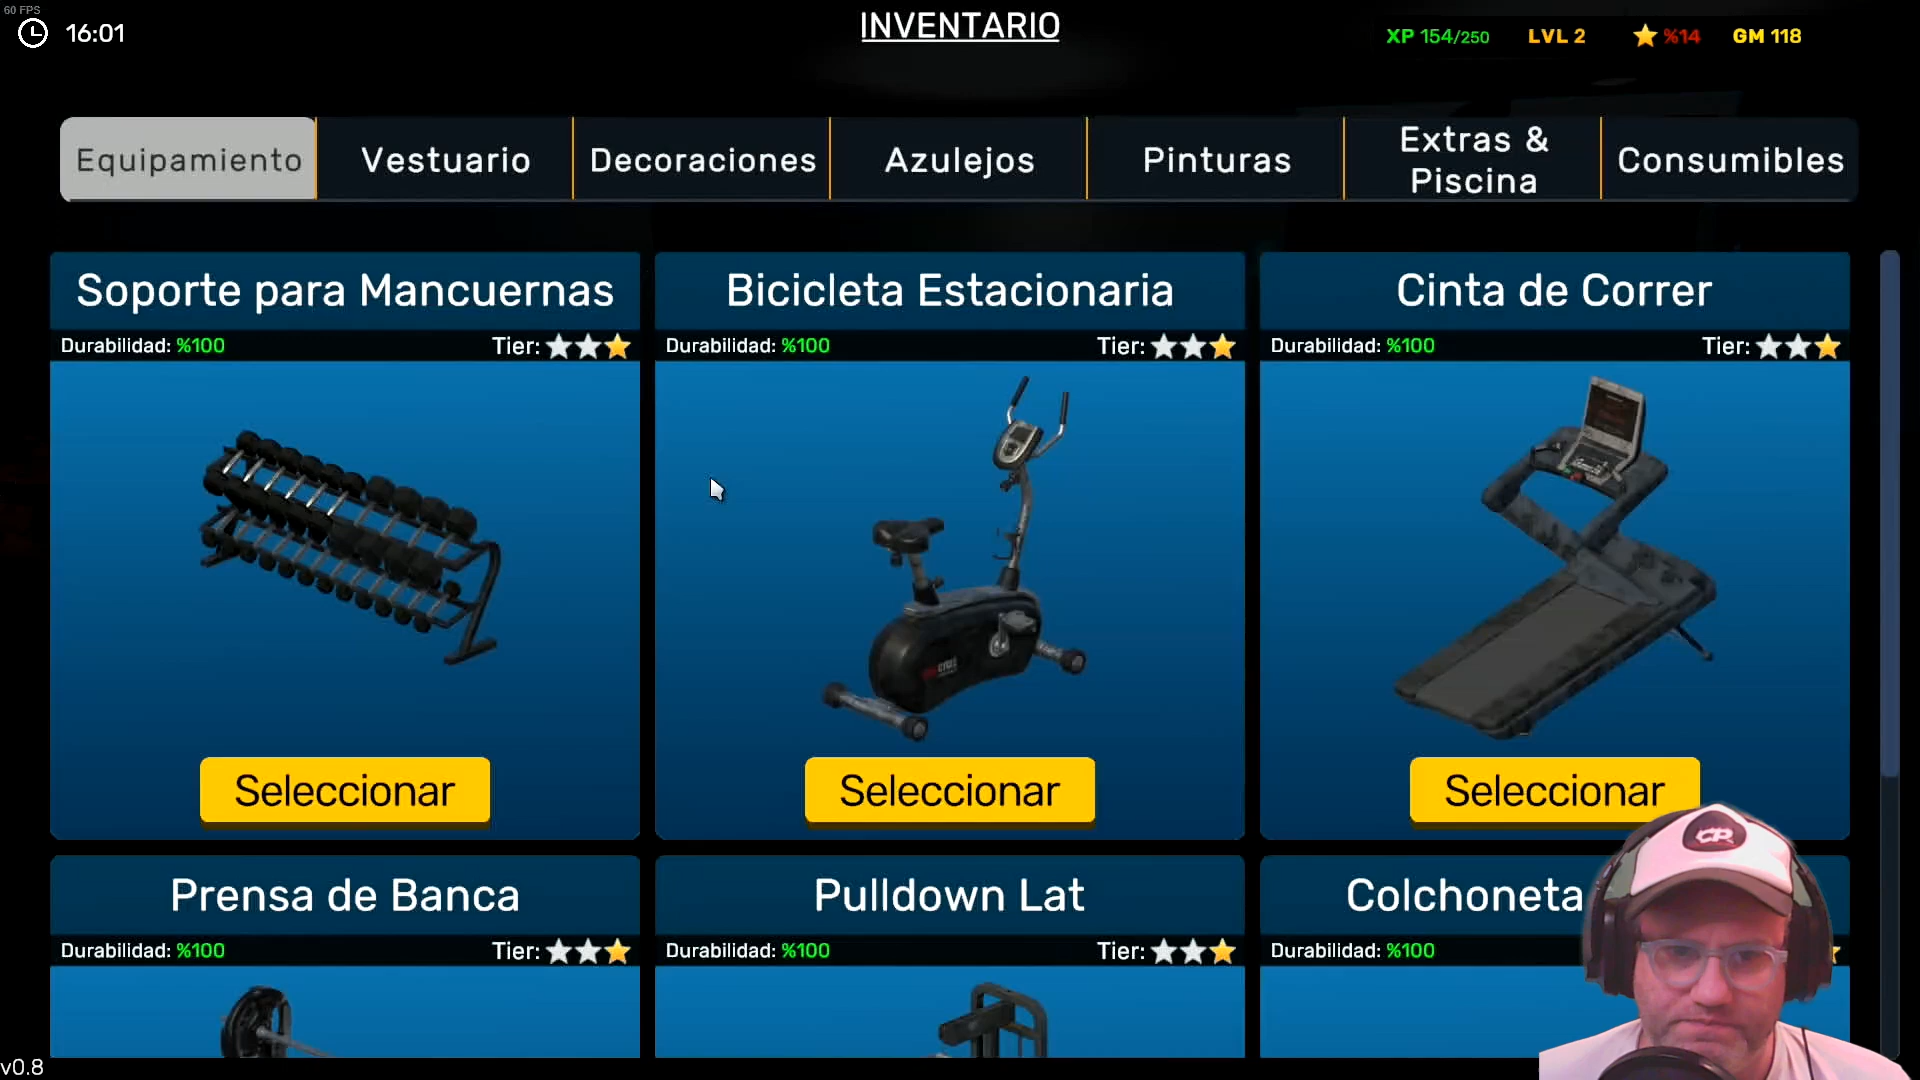 60 FPS
16:01
INVENTARIO
XP 154/250
LVL 2
%14
GM 118
Equipamiento
Vestuario
Decoraciones
Azulejos
Pinturas
Extras &
Piscina
Consumibles
Soporte para Mancuernas
Durabilidad: %100
Tier:
Seleccionar
Bicicleta Estacionaria
Durabilidad: %100
Tier:
Seleccionar
Cinta de Correr
Durabilidad: %100
Tier:
Seleccionar
Prensa de Banca
Durabilidad: %100
Tier:
Pulldown Lat
Durabilidad: %100
Tier:
Colchoneta
Durabilidad: %100
CR
v0.8